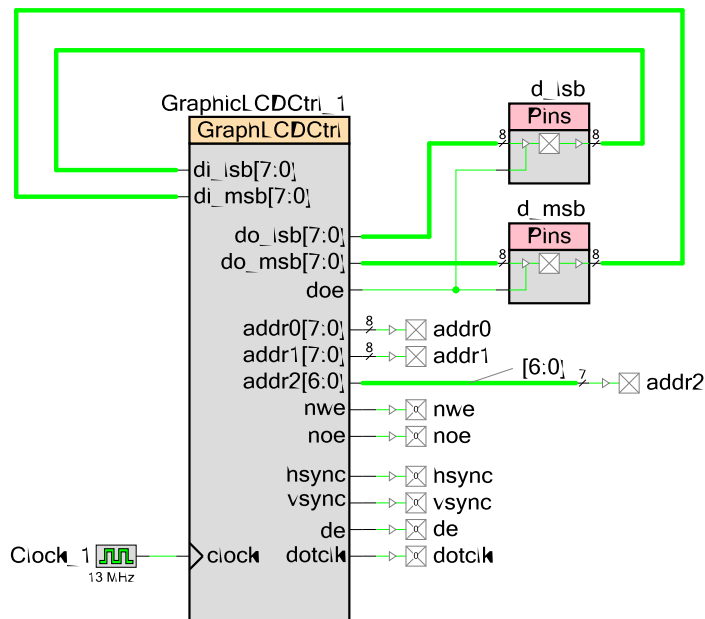 d_lsb
GraphicLCDCtrl_1
Pins
GraphLCDCtrl
8
8
di_lsb[7:0]
di_msb[7:0]
d_msb
do_lsb[7:0]
Pins
do_msb[7:0]
8
8
doe
addr0[7:0]
8
addr0
addr1[7:0]
8
addr1
addr2[6:0]
[6:0]
7
addr2
nwe
nwe
noe
noe
hsync
hsync
vsync
vsync
de
de
Clock_1
clock
dotclk
dotclk
13 MHz